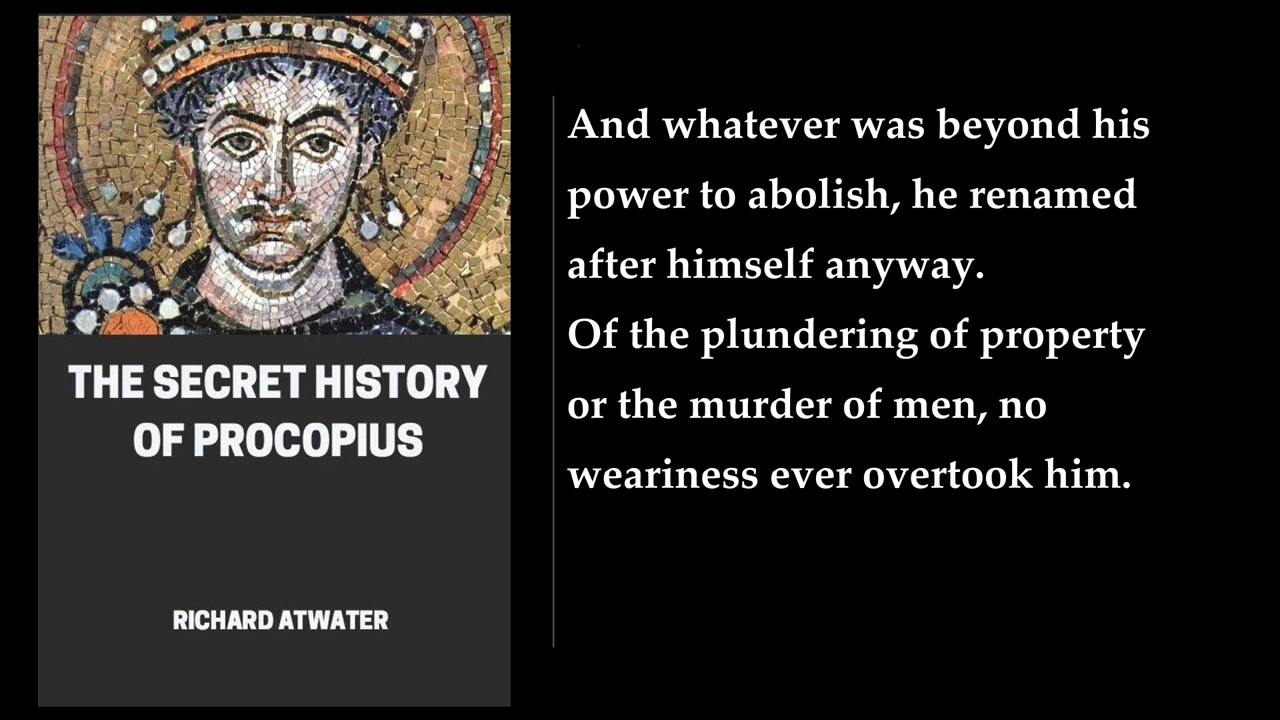 THE SECRET HISTORY
OF PROCOPIUS
RICHARD ATWATER
And whatever was beyond his
power to abolish, he renamed
after himself anyway.
Of the plundering of property
or the murder of men, no
weariness ever overtook him.